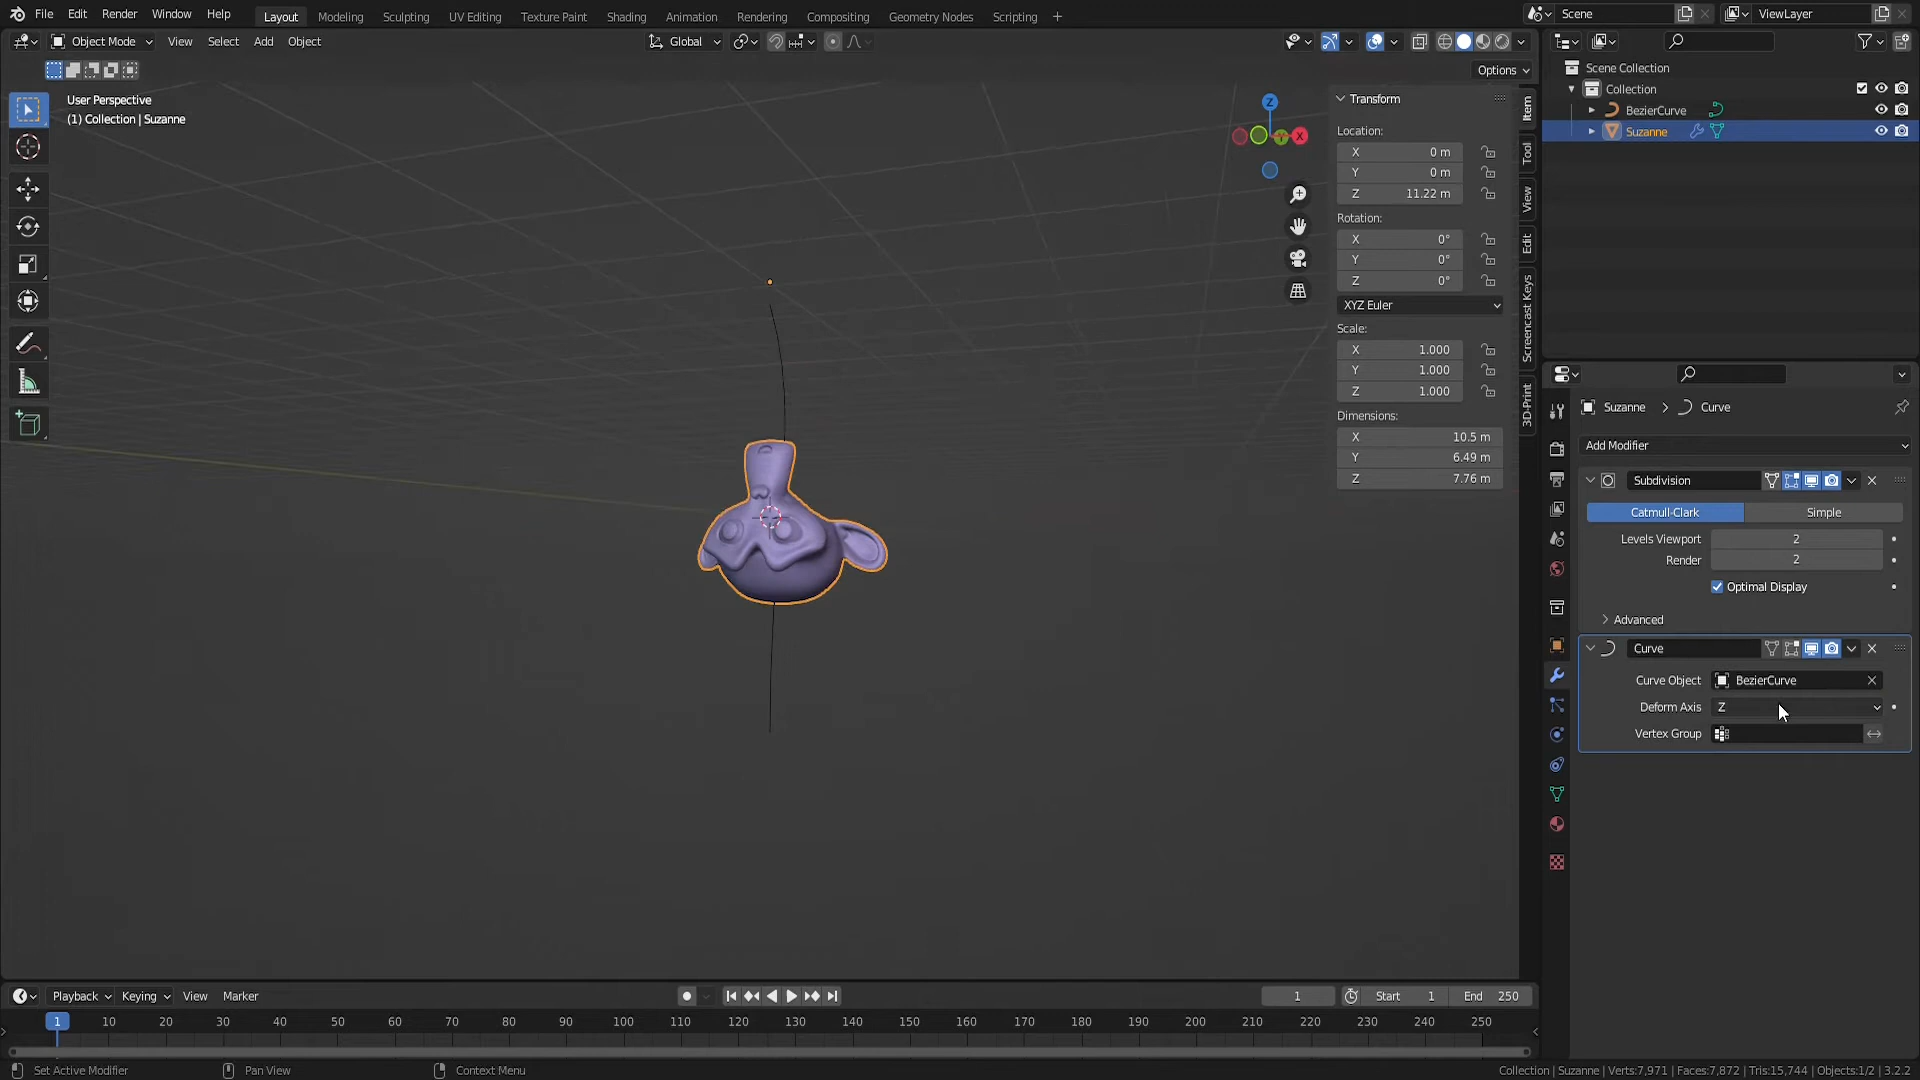 File Edit Render Window Help Layout Modeling Sculpting UV Editing Texture Paint Shading Animation Rendering Compositing Geometry Nodes Scripting + Scene ViewLayer
Object Mode View Select Add Object Global
Options
User Perspective
(1) Collection | Suzanne
Z
X
Transform
Location:
X 0 m
Y 0 m
Z 11.22 m
Rotation:
X 0°
Y 0°
Z 0°
XYZ Euler
Scale:
X 1.000
Y 1.000
Z 1.000
Dimensions:
X 10.5 m
Y 6.49 m
Z 7.76 m
Item
Tool
View
Edit
Screencast Keys
3D-Print
Scene Collection
Collection
BezierCurve
Suzanne
Suzanne Curve
Add Modifier
Subdivision
Catmull-Clark Simple
Levels Viewport 2
Render 2
Optimal Display
Advanced
Curve
Curve Object BezierCurve
Deform Axis Z
Vertex Group
Playback Keying View Marker 1 Start 1 End 250
1 10 20 30 40 50 60 70 80 90 100 110 120 130 140 150 160 170 180 190 200 210 220 230 240 250
Set Active Modifier Pan View Context Menu Collection | Suzanne | Verts:7,971 | Faces:7,872 | Tris:15,744 | Objects:1/2 | 3.2.2